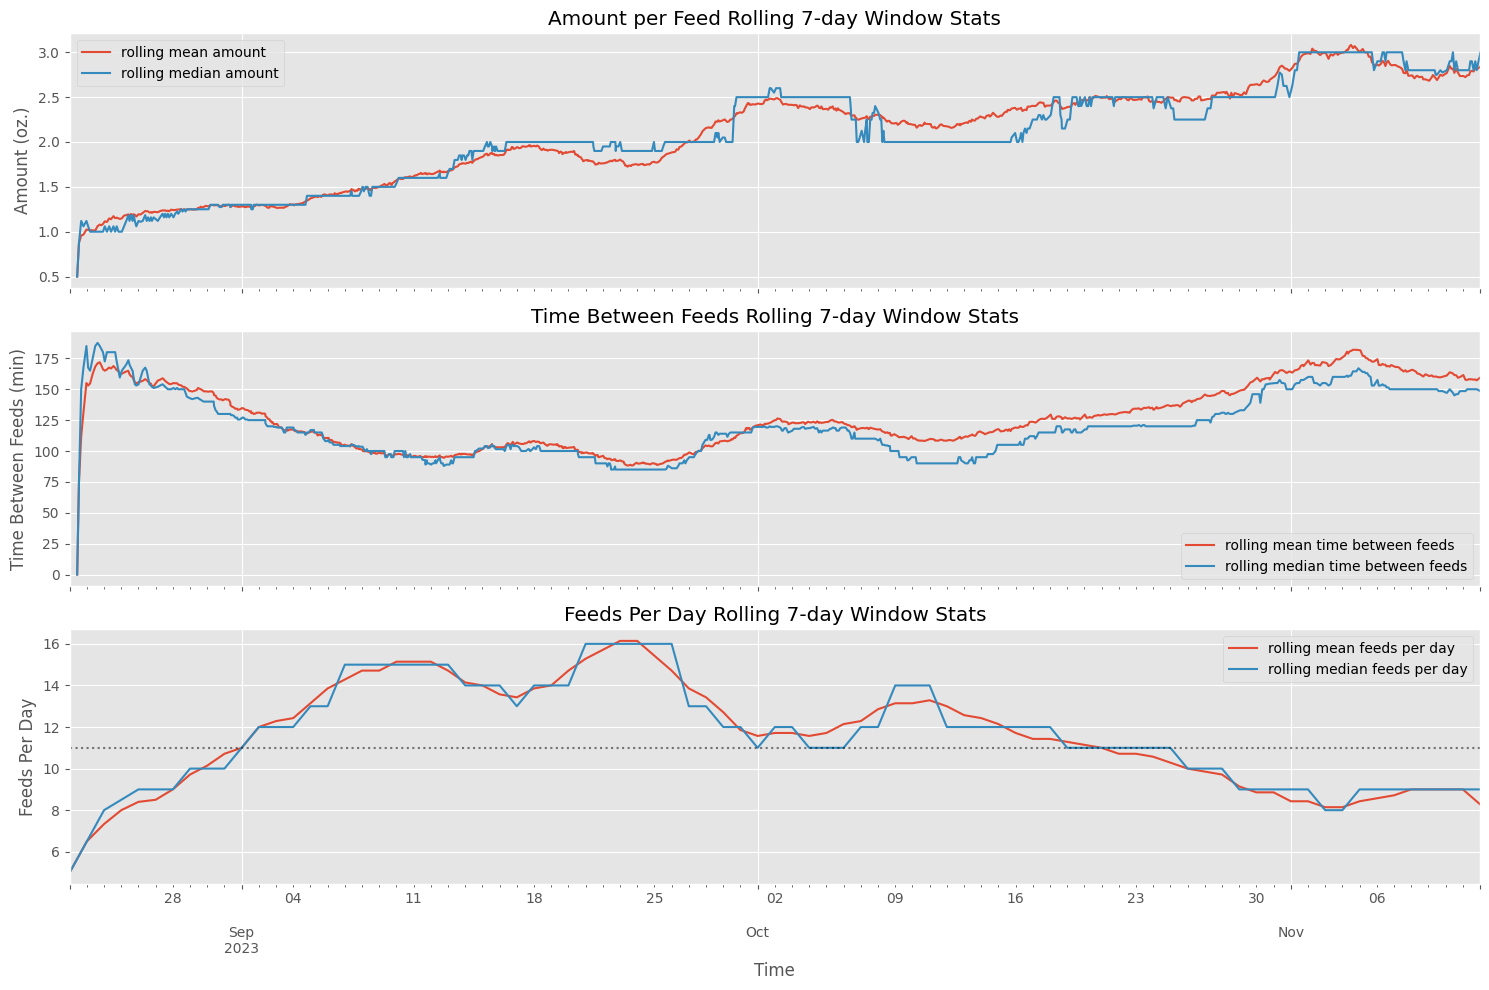 Amount per Feed Rolling 7-day Window Stats
rolling mean amount
rolling median amount
Amount (oz.)
3.0
2.5
2.0
1.5
1.0
0.5
Time Between Feeds Rolling 7-day Window Stats
Time Between Feeds (min)
175
150
125
100
75
50
25
0
rolling mean time between feeds
rolling median time between feeds
Feeds Per Day Rolling 7-day Window Stats
rolling mean feeds per day
rolling median feeds per day
Feeds Per Day
16
14
12
10
8
6
28 04 11 18 25 02 09 16 23 30 06
Sep Oct Nov
2023
Time